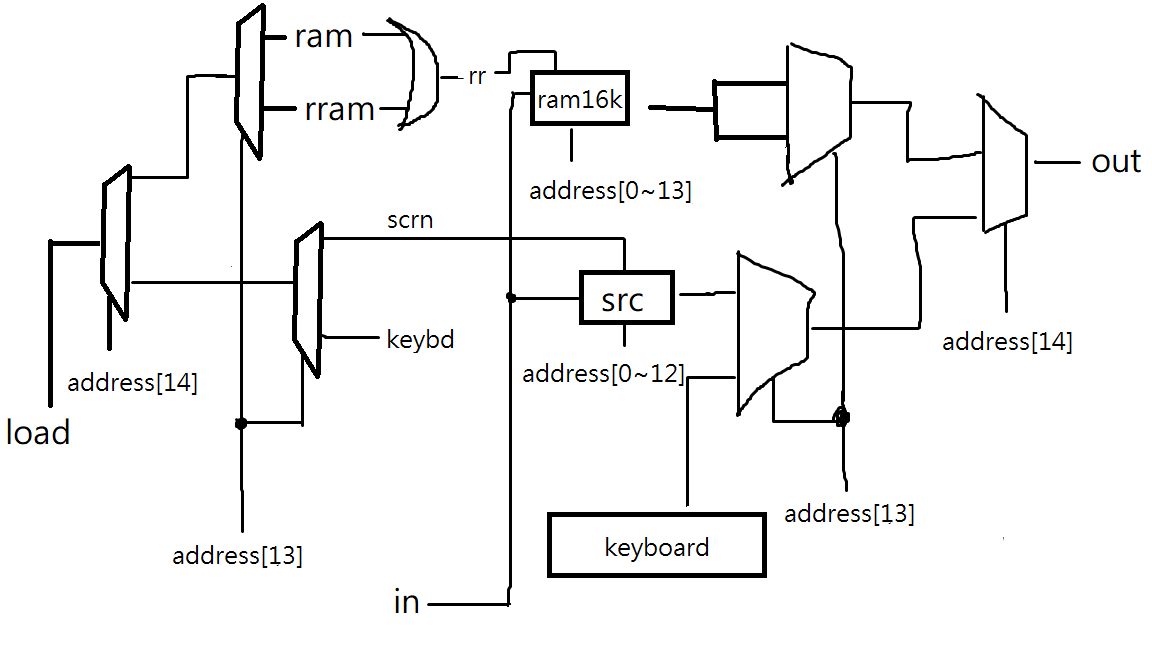 ram
rr
ram16k
rram
out
address[0~13]
scrn
src
keybd
address[14]
address[0~12]
address[14]
load
address[13]
keyboard
address[13]
in